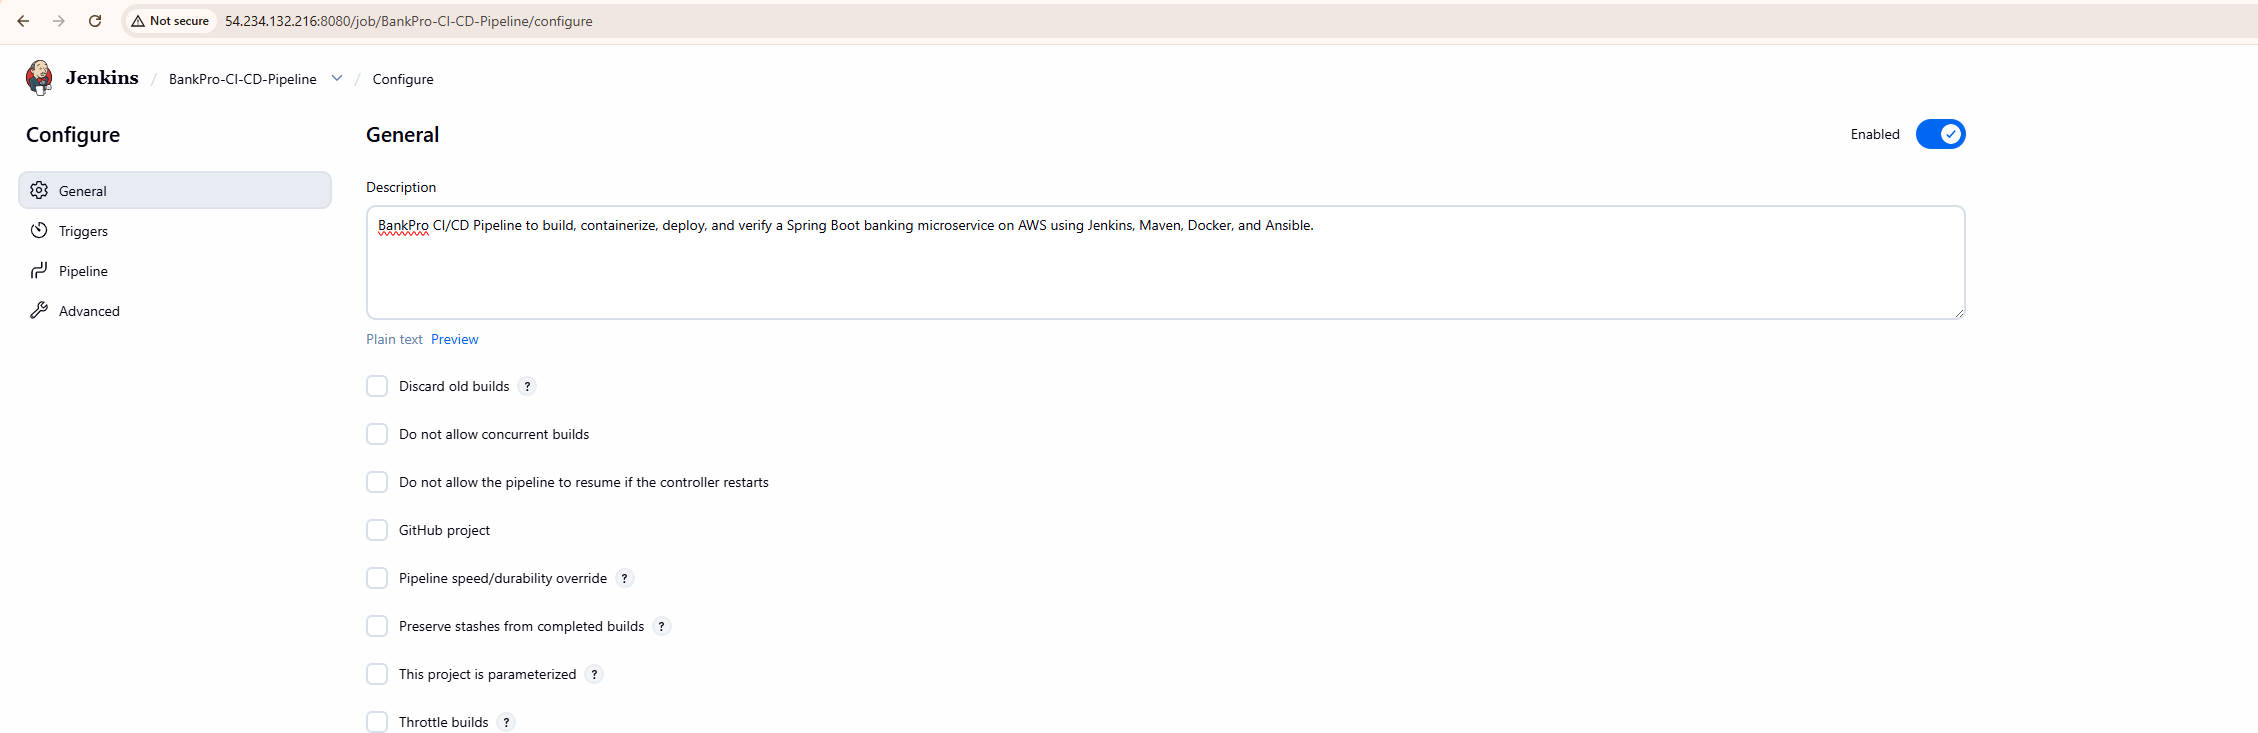 Not secure 54.234.132.216:8080/job/BankPro-CI-CD-Pipeline/configure
Jenkins / BankPro-CI-CD-Pipeline / Configure
Configure
General
Triggers
Pipeline
Advanced
General
Enabled
Description
BankPro CI/CD Pipeline to build, containerize, deploy, and verify a Spring Boot banking microservice on AWS using Jenkins, Maven, Docker, and Ansible.
Plain text Preview
Discard old builds ?
Do not allow concurrent builds
Do not allow the pipeline to resume if the controller restarts
GitHub project
Pipeline speed/durability override ?
Preserve stashes from completed builds ?
This project is parameterized ?
Throttle builds ?